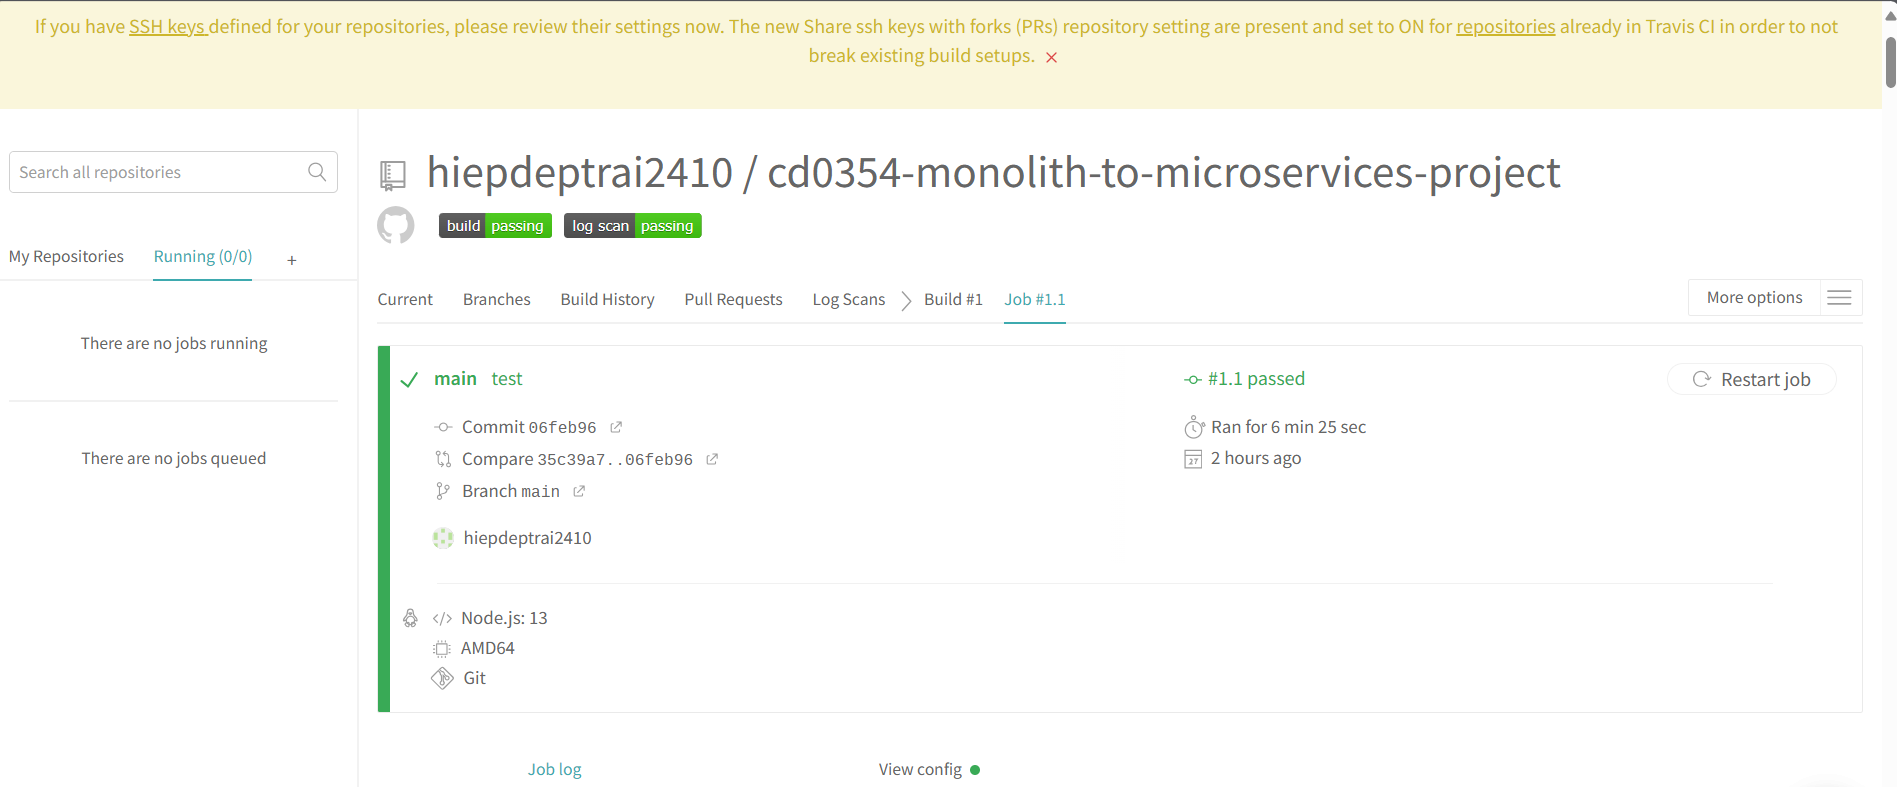 If you have SSH keys defined for your repositories, please review their settings now. The new Share ssh keys with forks (PRs) repository setting are present and set to ON for repositories already in Travis CI in order to not
break existing build setups.
Search all repositories
My Repositories
Running (0/0)
+
There are no jobs running
There are no jobs queued
hiepdeptrai2410 / cd0354-monolith-to-microservices-project
build passing
log scan passing
Current
Branches
Build History
Pull Requests
Log Scans
Build #1
Job #1.1
More options
main test
#1.1 passed
Restart job
Commit 06feb96
Compare 35c39a7..06feb96
Branch main
Ran for 6 min 25 sec
27
2 hours ago
hiepdeptrai2410
</> Node.js: 13
AMD64
Git
Job log
View config